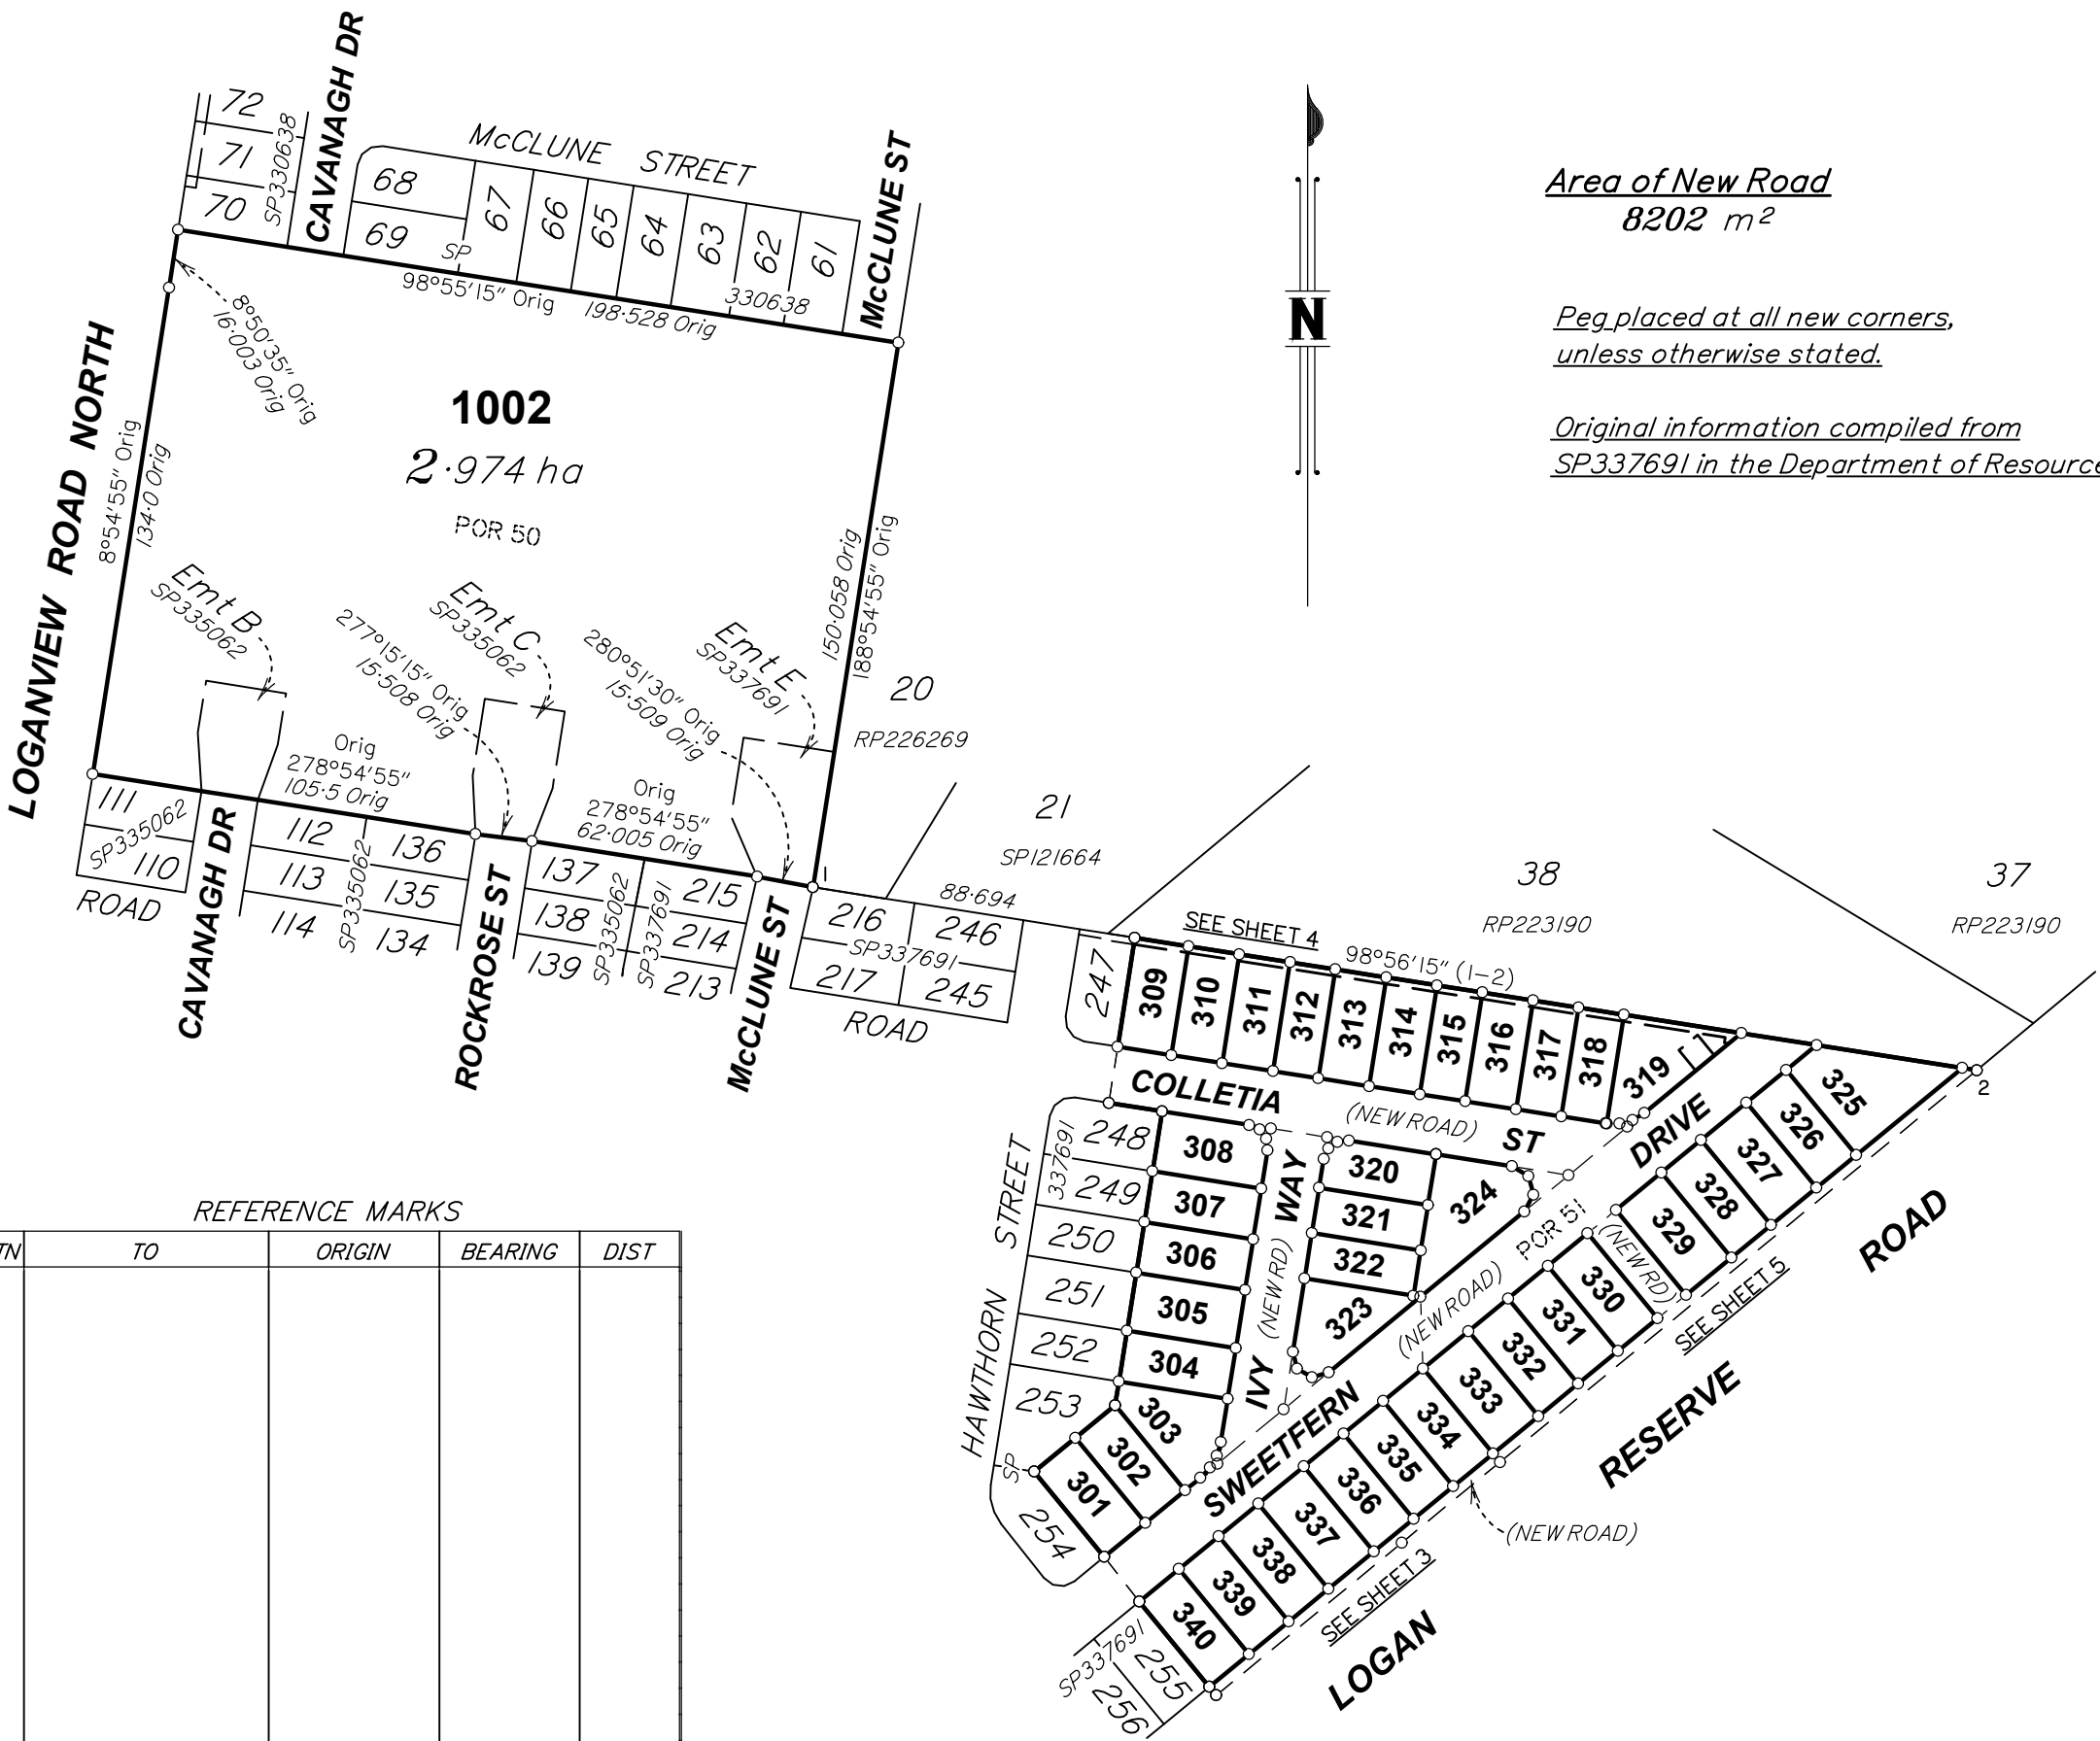 72
71
70
SP330638
CAVANAGH DR
McCLUNE STREET
68
69
67
66
65
64
63
62
61
SP
330638
McCLUNE ST
98°55'15" Orig
198·528 Orig
8°50'35" Orig
16·003 Orig
LOGANVIEW ROAD NORTH
8°54'55" Orig
134·0 Orig
1002
2·974 ha
POR 50
150·058 Orig
188°54'55" Orig
Emt B
SP335062
277°15'15" Orig
15·508 Orig
Emt C
SP335062
280°51'30" Orig
15·509 Orig
Emt E
SP337691
Orig
278°54'55"
105·5 Orig
Orig
278°54'55"
62·005 Orig
N
Area of New Road
8202 m²
Peg placed at all new corners,
unless otherwise stated.
Original information compiled from
SP337691 in the Department of Resource
20
RP226269
21
SP121664
38
RP223190
37
RP223190
111
110
SP335062
ROAD
CAVANAGH DR
112
113
114
SP335062
136
135
134
ROCKROSE ST
137
138
139
SP335062
SP337691
215
214
213
McCLUNE ST
1
216
217
SP337691
246
245
88·694
ROAD
247
SEE SHEET 4
98°56'15" (1-2)
309
310
311
312
313
314
315
316
317
318
319
2
COLLETIA
(NEW ROAD)
ST
DRIVE
325
326
327
328
329
248
249
250
251
252
253
254
337691
SP
HAWTHORN STREET
308
307
306
305
304
303
302
301
IVY
(NEW RD)
WAY
320
321
322
323
324
POR 51
(NEW ROAD)
(NEW RD)
SWEETFERN
330
331
332
333
334
335
336
337
338
339
340
SEE SHEET 5
SEE SHEET 3
(NEW ROAD)
LOGAN
RESERVE
ROAD
SP337691
255
256
REFERENCE MARKS
TN TO ORIGIN BEARING DIST